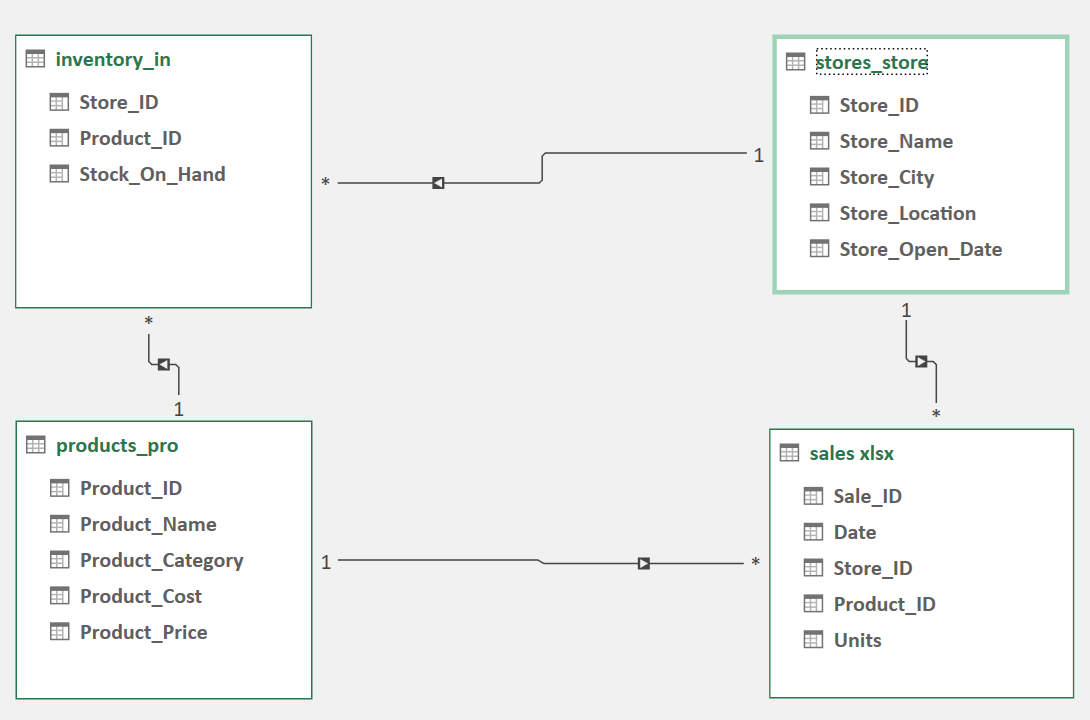 inventory_in
Store_ID
Product_ID
Stock_On_Hand
stores_store
Store_ID
Store_Name
Store_City
Store_Location
Store_Open_Date
*
1
*
1
1
*
products_pro
Product_ID
Product_Name
Product_Category
Product_Cost
Product_Price
1
*
sales xlsx
Sale_ID
Date
Store_ID
Product_ID
Units